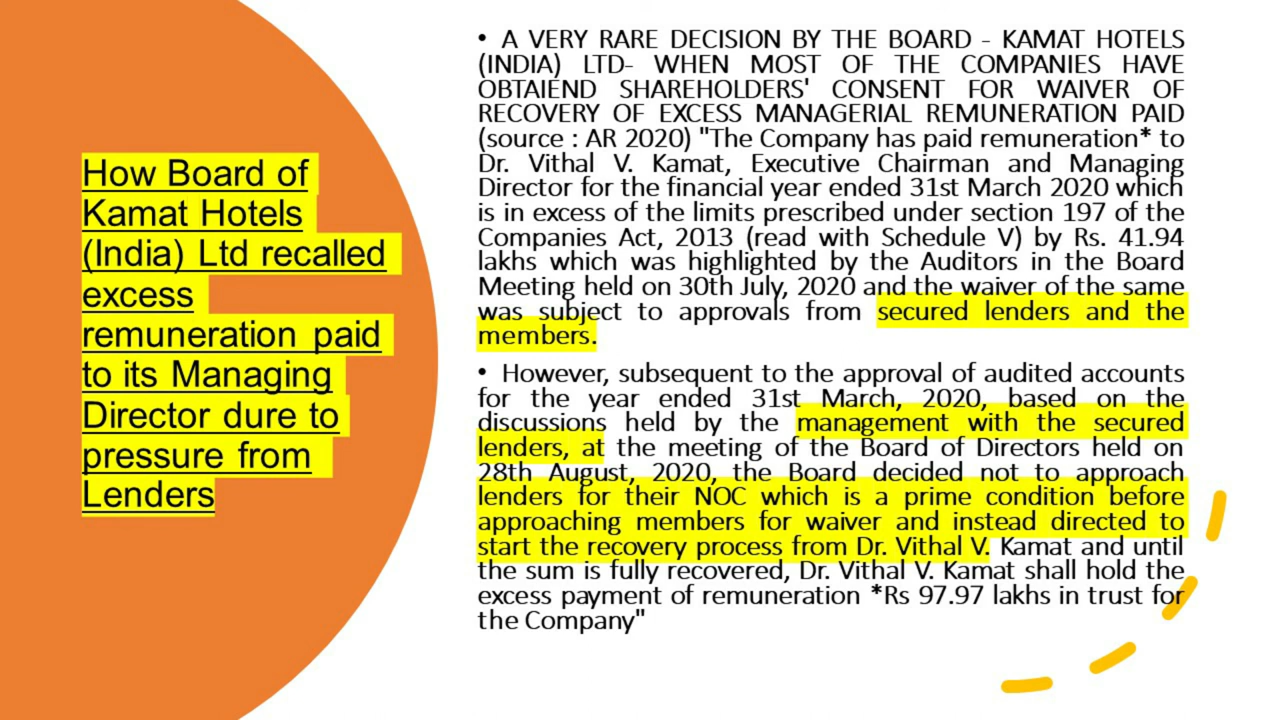 How Board of
Kamat Hotels
(India) Ltd recalled
excess
remuneration paid
to its Managing
Director dure to
pressure from
Lenders
• A VERY RARE DECISION BY THE BOARD - KAMAT HOTELS
(INDIA) LTD- WHEN MOST OF THE COMPANIES HAVE
OBTAIEND SHAREHOLDERS' CONSENT FOR WAIVER OF
RECOVERY OF EXCESS MANAGERIAL REMUNERATION PAID
(source : AR 2020) "The Company has paid remuneration* to
Dr. Vithal V. Kamat, Executive Chairman and Managing
Director for the financial year ended 31st March 2020 which
is in excess of the limits prescribed under section 197 of the
Companies Act, 2013 (read with Schedule V) by Rs. 41.94
lakhs which was highlighted by the Auditors in the Board
Meeting held on 30th July, 2020 and the waiver of the same
was subject to approvals from secured lenders and the
members.
• However, subsequent to the approval of audited accounts
for the year ended 31st March, 2020, based on the
discussions held by the management with the secured
lenders, at the meeting of the Board of Directors held on
28th August, 2020, the Board decided not to approach
lenders for their NOC which is a prime condition before
approaching members for waiver and instead directed to
start the recovery process from Dr. Vithal V. Kamat and until
the sum is fully recovered, Dr. Vithal V. Kamat shall hold the
excess payment of remuneration *Rs 97.97 lakhs in trust for
the Company"